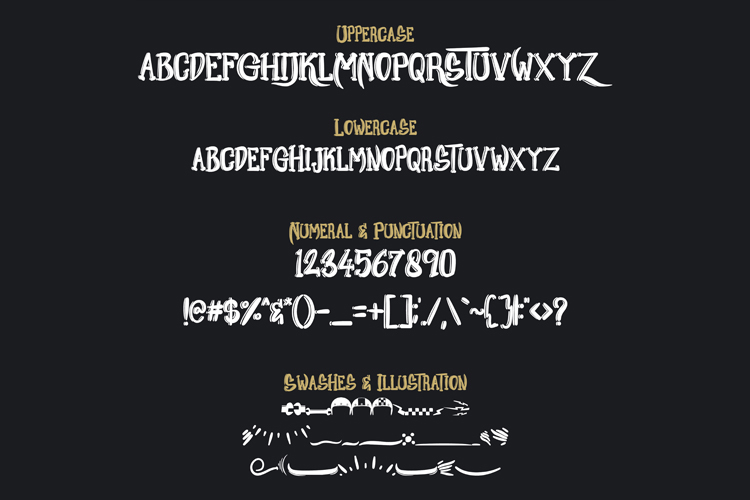 Uppercase
ABCDEFGHIJKLMNOPQRSTUVWXYZ
Lowercase
ABCDEFGHIJKLMNOPQRSTUVWXYZ
Numeral & Punctuation
1234567890
!@#$%^&*()-_=+[];',./,\`~{}|:"<>?
Swashes & Illustration